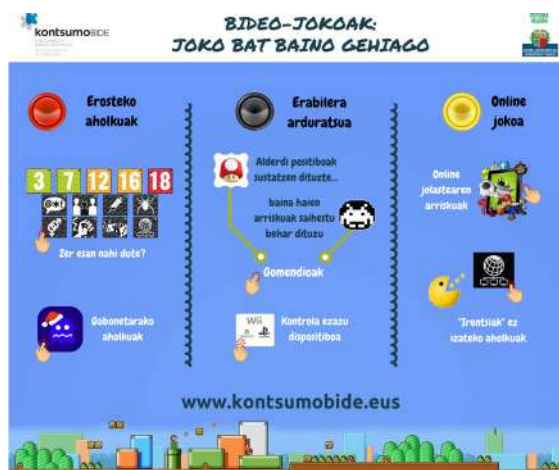 kontsumoBIDE
BIDEO-JOKOAK:
JOKO BAT BAINO GEHIAGO
Erosteko
aholkuak
3 7 12 16 18
Zer esan nahi dute?
Gabonetarako
aholkuak
Erabilera
arduratsua
Alderdi positiboak
sustatzen dituzte...
baina haien
arriskuak saihestu
behar dituzu
Gomendioak
Wii
Kontrola ezazu
dispositiboa
Online
jokoa
Online
jolastearen
arriskuak
"Irentsiak" ez
izateko aholkuak
www.kontsumobide.eus